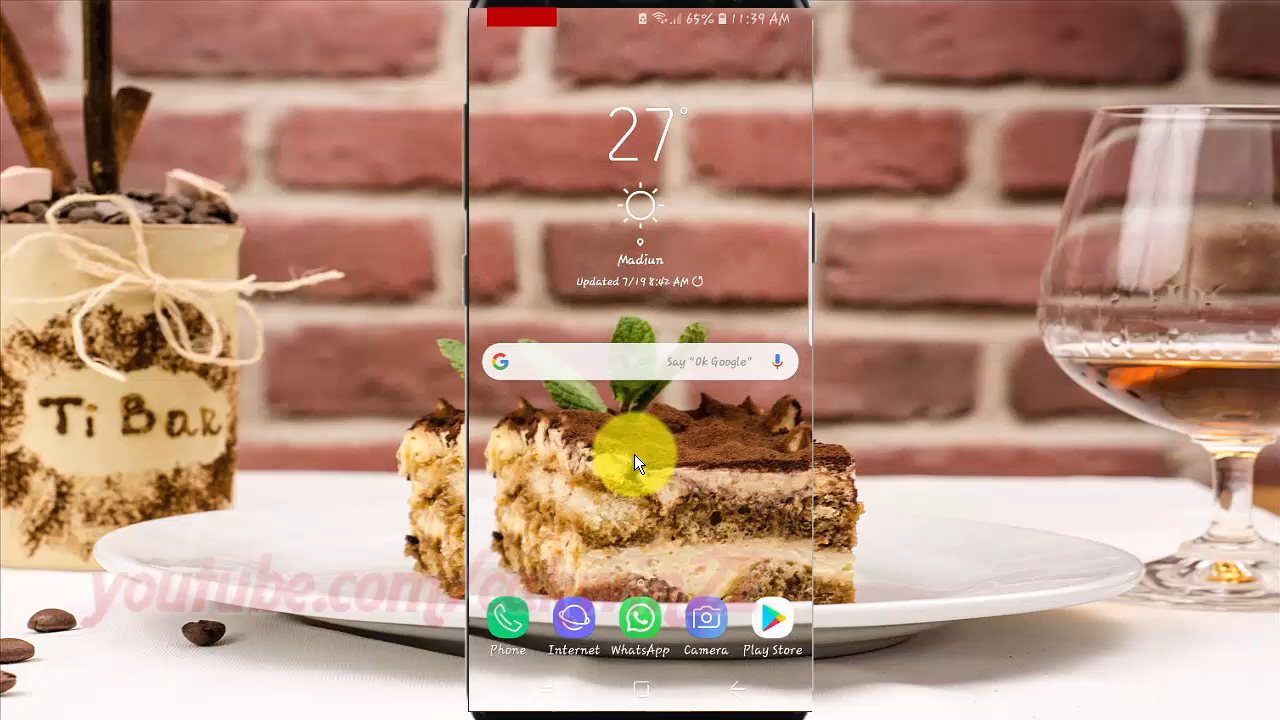 65% 11:39 AM
27°
Madiun
Updated 7/19 8:42 AM
Say "Ok Google"
Ti Bar
Phone Internet WhatsApp Camera Play Store